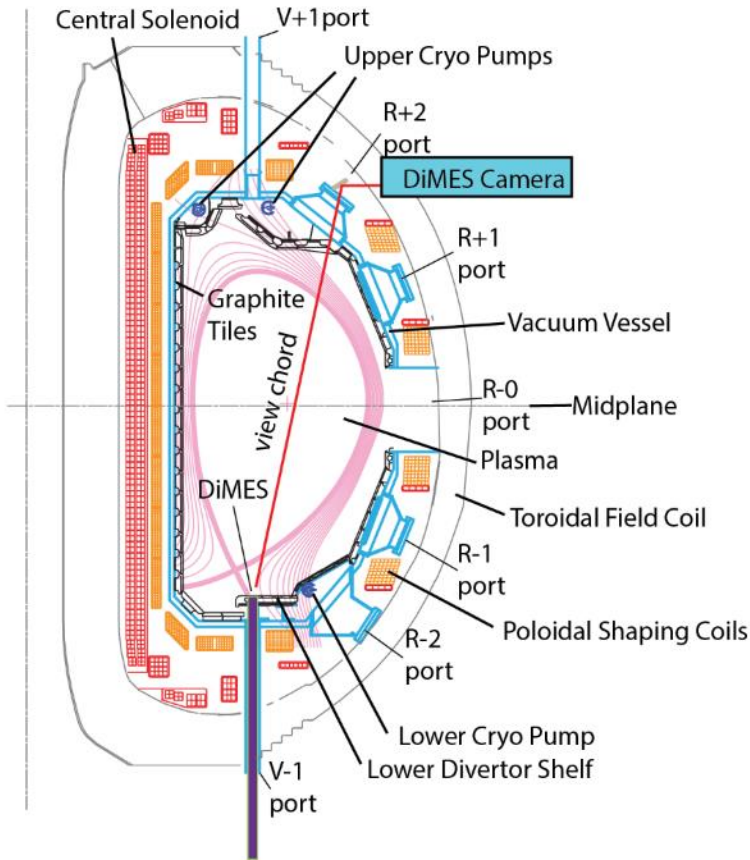 Central Solenoid
V+1port
Upper Cryo Pumps
R+2
port
DiMES Camera
R+1
port
Graphite
Tiles
Vacuum Vessel
view chord
R-0
port
Midplane
Plasma
DiMES
Toroidal Field Coil
R-1
port
Poloidal Shaping Coils
R-2
port
Lower Cryo Pump
Lower Divertor Shelf
V-1
port